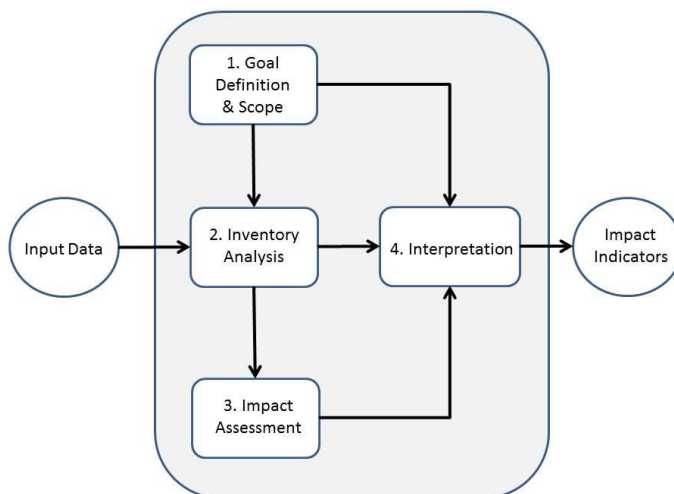 1. Goal
Definition
& Scope
Input Data
2. Inventory
Analysis
4. Interpretation
Impact
Indicators
3. Impact
Assessment